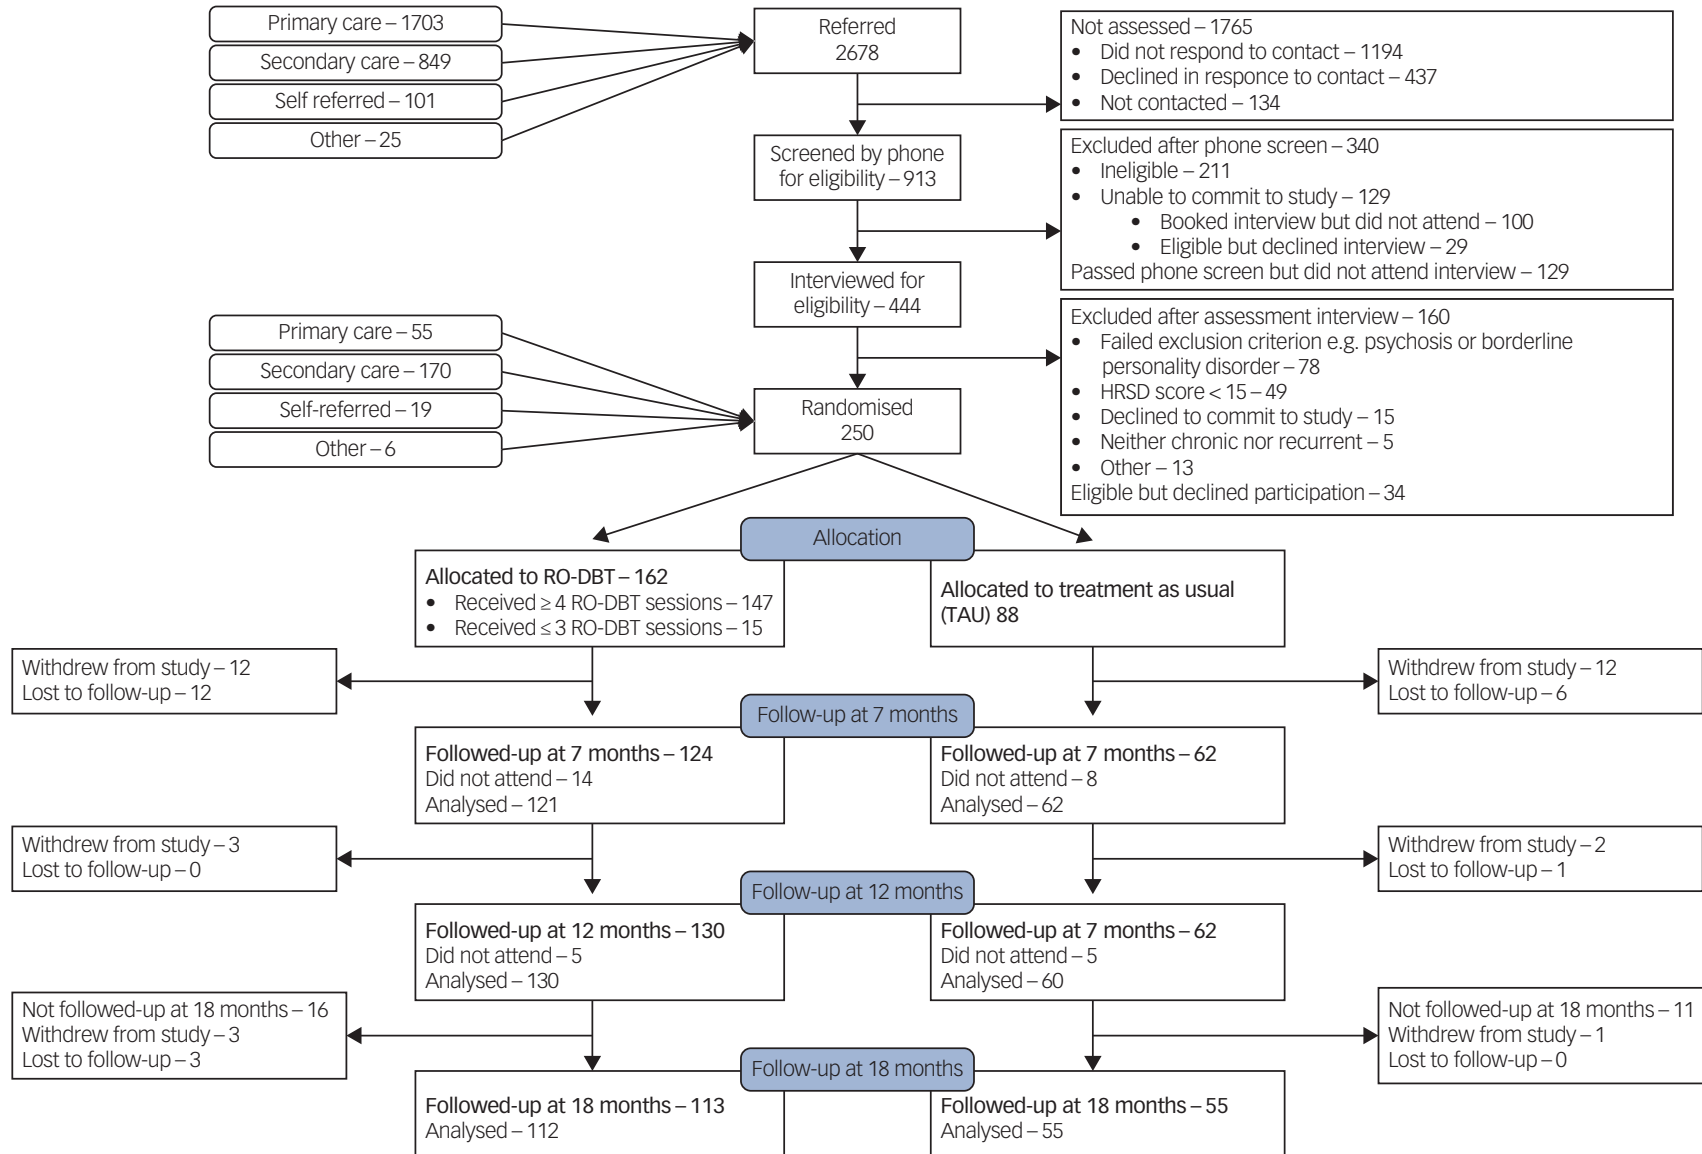 Primary care – 1703
Secondary care – 849
Self referred – 101
Other – 25
Referred
2678
Not assessed – 1765
• Did not respond to contact – 1194
• Declined in responce to contact – 437
• Not contacted – 134
Screened by phone
for eligibility – 913
Excluded after phone screen – 340
• Ineligible – 211
• Unable to commit to study – 129
• Booked interview but did not attend – 100
• Eligible but declined interview – 29
Passed phone screen but did not attend interview – 129
Interviewed for
eligibility – 444
Primary care – 55
Secondary care – 170
Self-referred – 19
Other – 6
Excluded after assessment interview – 160
• Failed exclusion criterion e.g. psychosis or borderline
personality disorder – 78
• HRSD score < 15 – 49
• Declined to commit to study – 15
• Neither chronic nor recurrent – 5
• Other – 13
Eligible but declined participation – 34
Randomised
250
Allocation
Allocated to RO-DBT – 162
• Received ≥ 4 RO-DBT sessions – 147
• Received ≤ 3 RO-DBT sessions – 15
Allocated to treatment as usual
(TAU) 88
Withdrew from study – 12
Lost to follow-up – 12
Withdrew from study – 12
Lost to follow-up – 6
Follow-up at 7 months
Followed-up at 7 months – 124
Did not attend – 14
Analysed – 121
Followed-up at 7 months – 62
Did not attend – 8
Analysed – 62
Withdrew from study – 3
Lost to follow-up – 0
Withdrew from study – 2
Lost to follow-up – 1
Follow-up at 12 months
Followed-up at 12 months – 130
Did not attend – 5
Analysed – 130
Followed-up at 7 months – 62
Did not attend – 5
Analysed – 60
Not followed-up at 18 months – 16
Withdrew from study – 3
Lost to follow-up – 3
Not followed-up at 18 months – 11
Withdrew from study – 1
Lost to follow-up – 0
Follow-up at 18 months
Followed-up at 18 months – 113
Analysed – 112
Followed-up at 18 months – 55
Analysed – 55